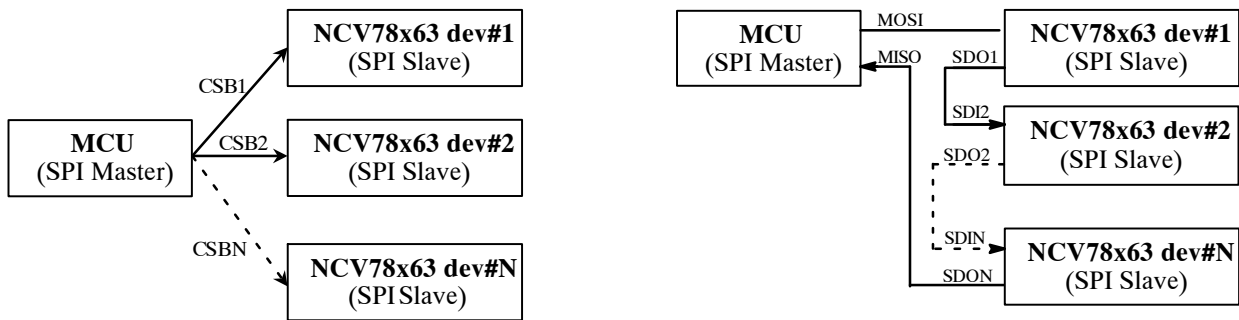 NCV78x63 dev#1
(SPI Slave)
CSB1
MCU
(SPI Master)
CSB2
NCV78x63 dev#2
(SPI Slave)
CSBN
NCV78x63 dev#N
(SPI Slave)
MCU
(SPI Master)
MOSI
MISO
NCV78x63 dev#1
(SPI Slave)
SDO1
SDI2
NCV78x63 dev#2
(SPI Slave)
SDO2
SDIN
NCV78x63 dev#N
(SPI Slave)
SDON